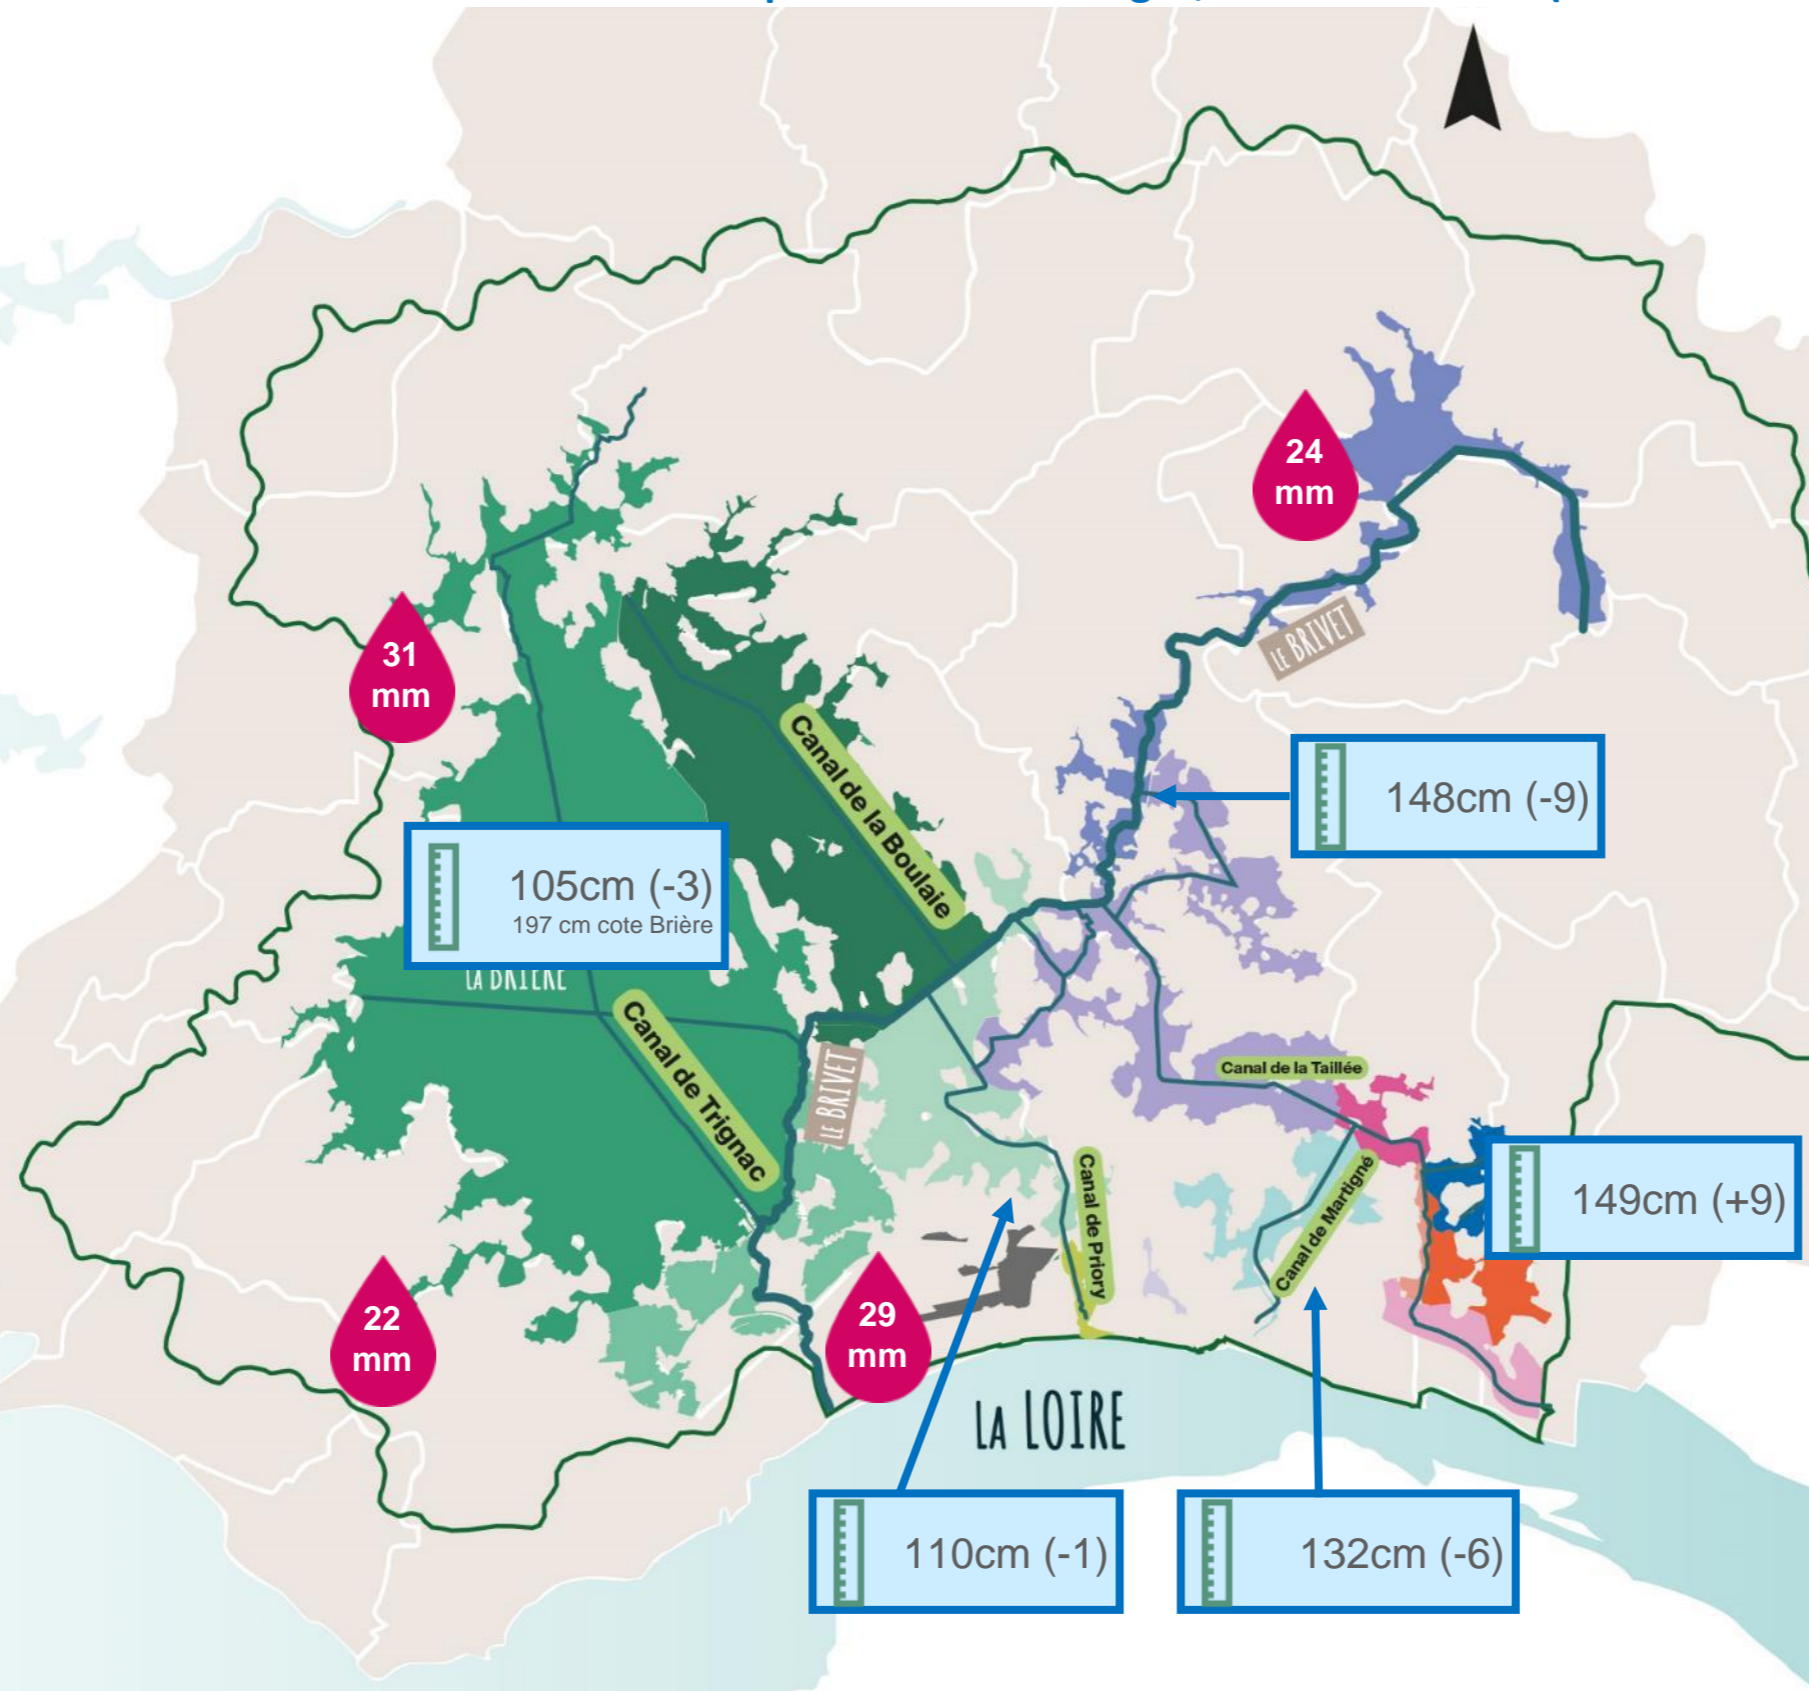 24
mm
LE BRIVET
31
mm
Canal de la Boulaie
148cm (-9)
105cm (-3)
197 cm cote Brière
LA BRIÈRE
Canal de Trignac
LE BRIVET
Canal de la Taillée
Canal de Priory
Canal de Martigné
149cm (+9)
22
mm
29
mm
LA LOIRE
110cm (-1)
132cm (-6)